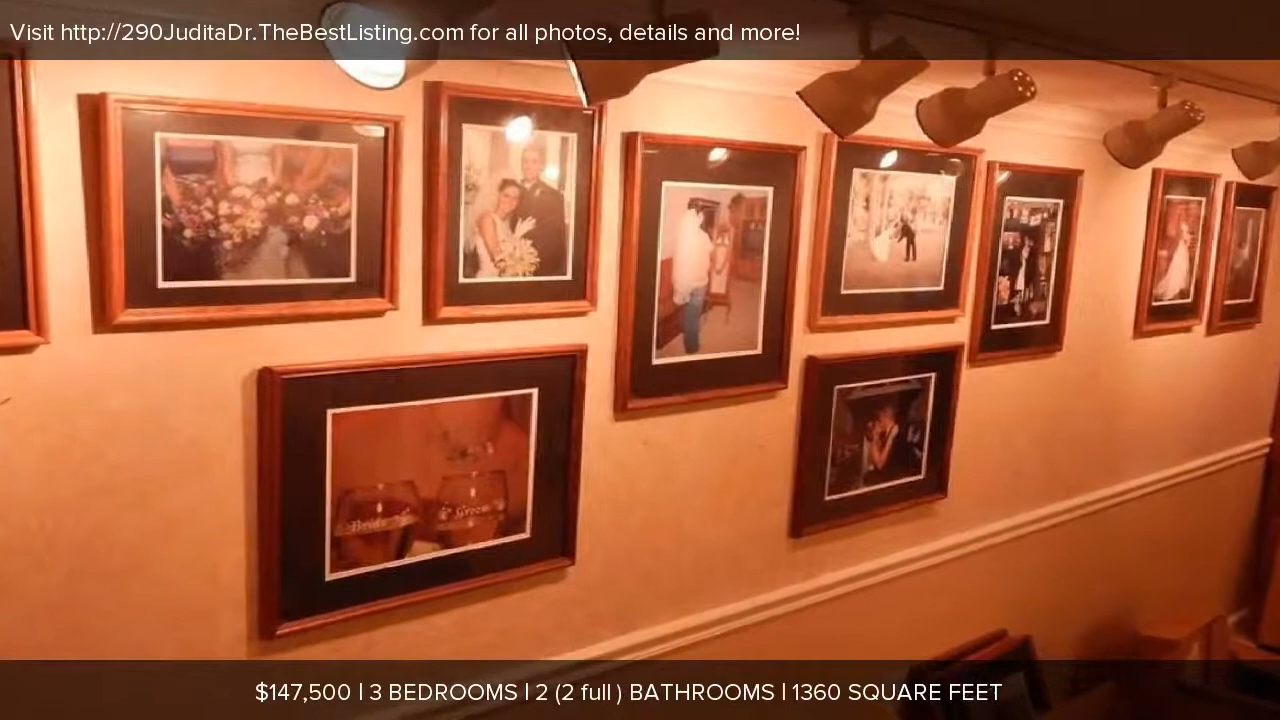 Visit http://290JuditaDr.TheBestListing.com for all photos, details and more!
Bride
Groom
$147,500 | 3 BEDROOMS | 2 (2 full ) BATHROOMS | 1360 SQUARE FEET